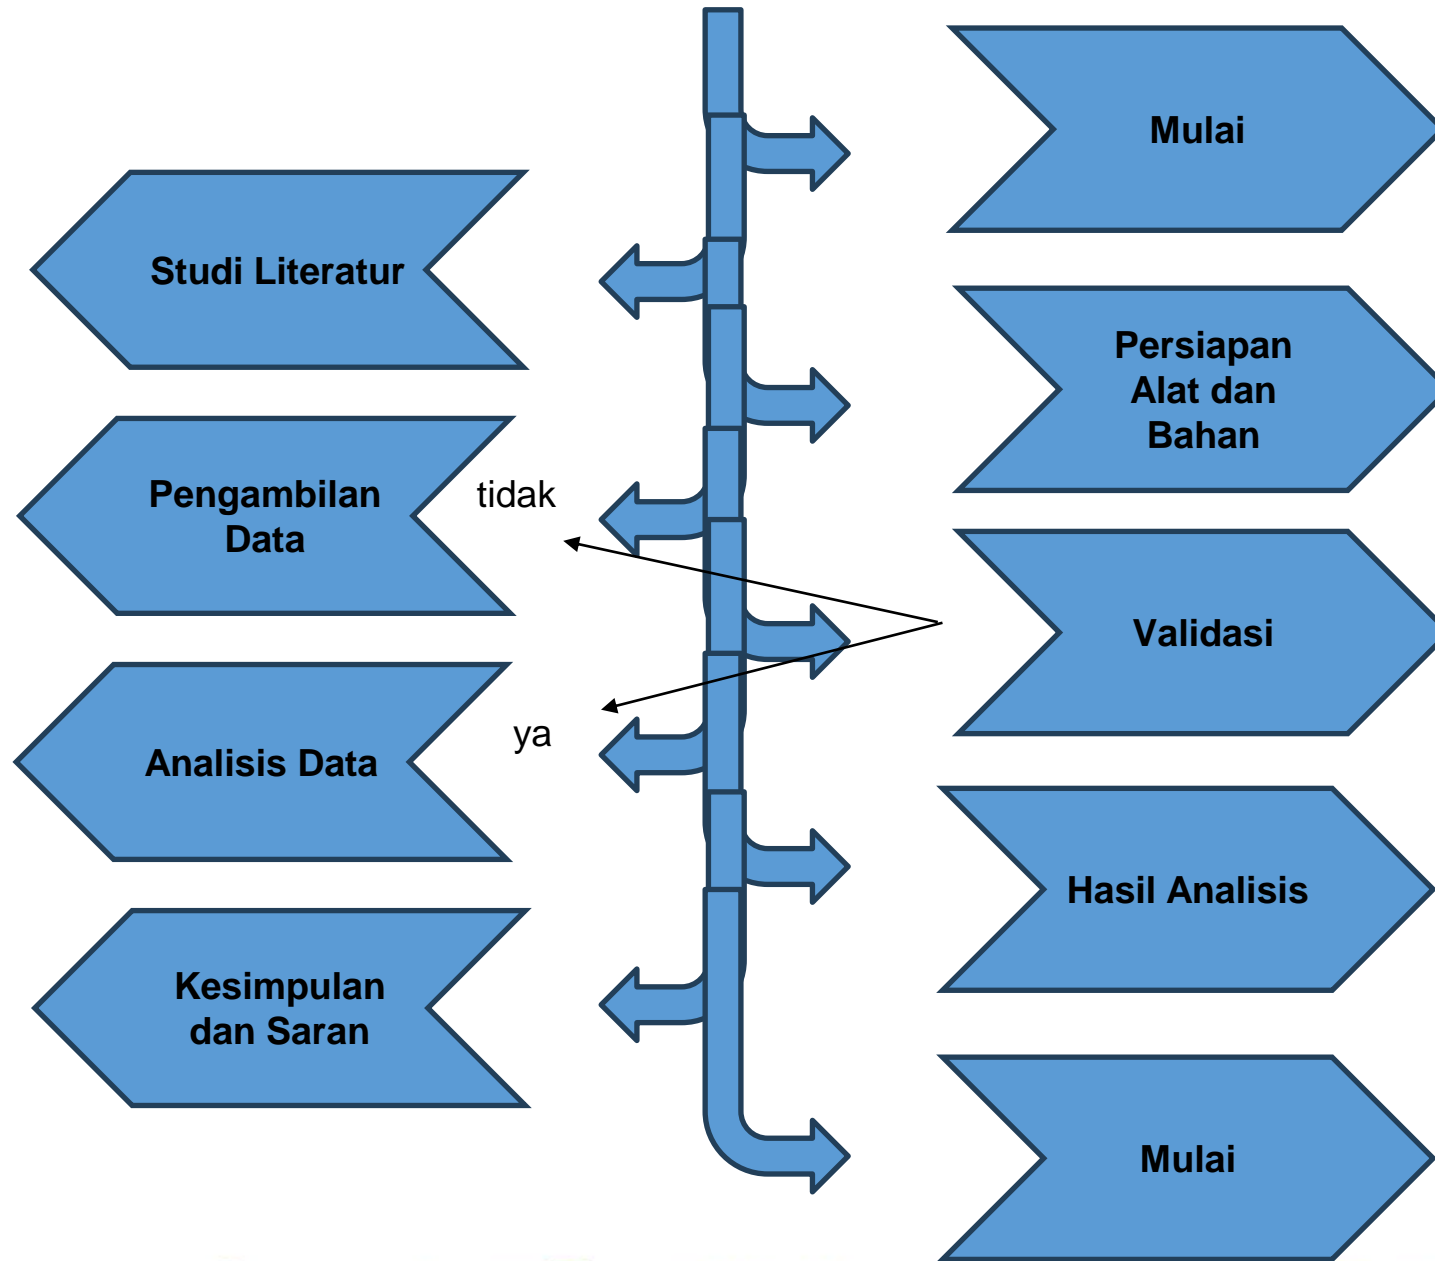 Mulai
Studi Literatur
Persiapan
Alat dan
Bahan
Pengambilan
Data
tidak
Validasi
ya
Analisis Data
Hasil Analisis
Kesimpulan
dan Saran
Mulai